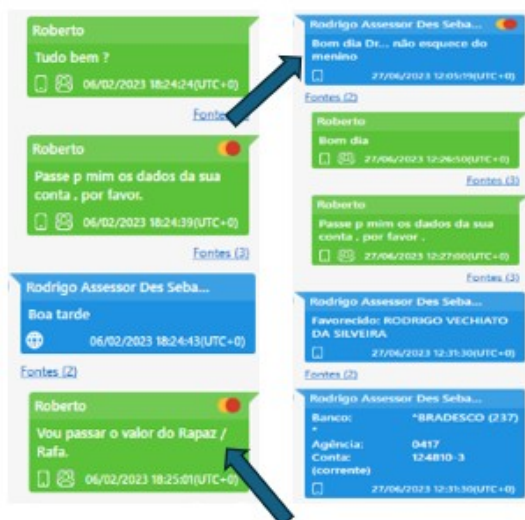 Roberto
Tudo bem ?
06/02/2023 18:24:24(UTC+0)
Fontes
Roberto
Passe p mim os dados da sua
conta , por favor.
06/02/2023 18:24:39(UTC+0)
Fontes (3)
Rodrigo Assessor Des Seba...
Boa tarde
06/02/2023 18:24:43(UTC+0)
Fontes (2)
Roberto
Vou passar o valor do Rapaz /
Rafa.
06/02/2023 18:25:01(UTC+0)
Rodrigo Assessor Des Seba...
Bom dia Dr... não esquece do
menino
27/06/2023 12:05:19(UTC+0)
Fontes (2)
Roberto
Bom dia
27/06/2023 12:26:50(UTC+0)
Fontes (3)
Roberto
Passe p mim os dados da sua
conta , por favor .
27/06/2023 12:27:00(UTC+0)
Fontes (3)
Rodrigo Assessor Des Seba...
Favorecido: RODRIGO VECHIATO
DA SILVEIRA
27/06/2023 12:31:30(UTC+0)
Fontes (2)
Rodrigo Assessor Des Seba...
Banco: *BRADESCO (237)
*
Agência: 0417
Conta: 124810-3
(corrente)
27/06/2023 12:31:30(UTC+0)